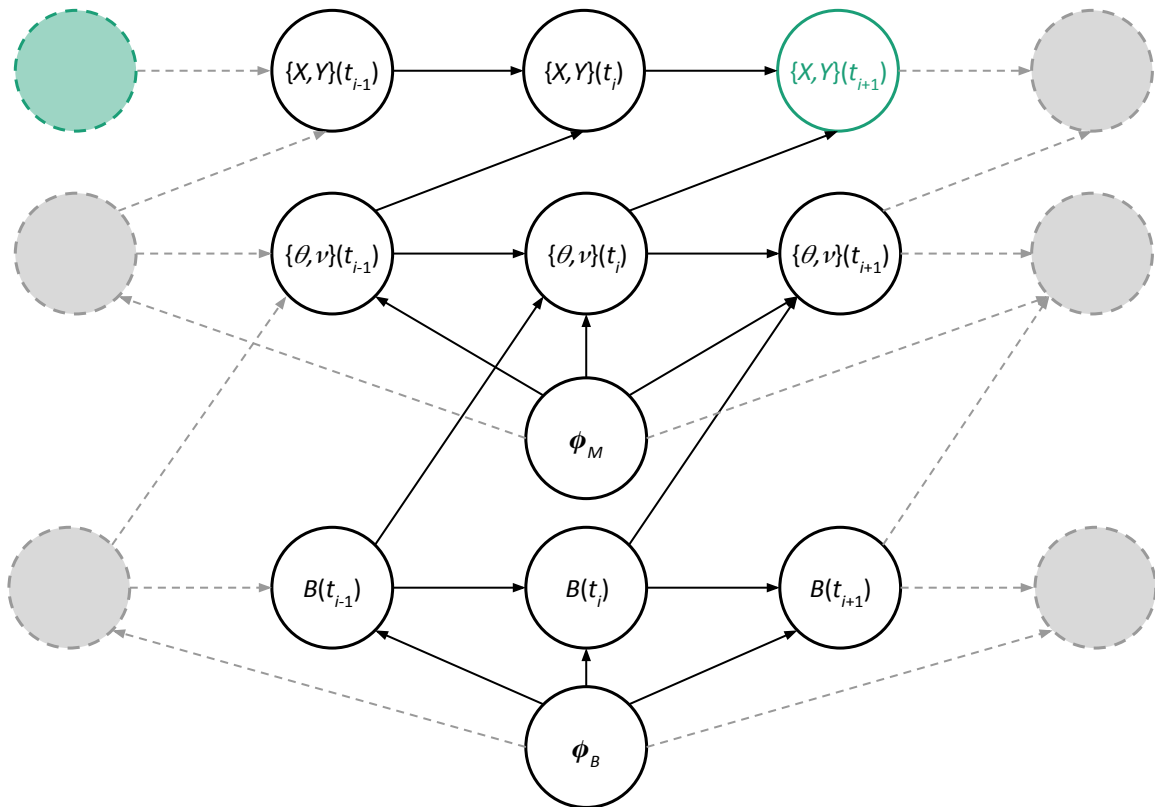 {X,Y}(t_{i-1}) {X,Y}(t_i) {X,Y}(t_{i+1})
{θ,ν}(t_{i-1}) {θ,ν}(t_i) {θ,ν}(t_{i+1})
ϕ_M
B(t_{i-1}) B(t_i) B(t_{i+1})
ϕ_B